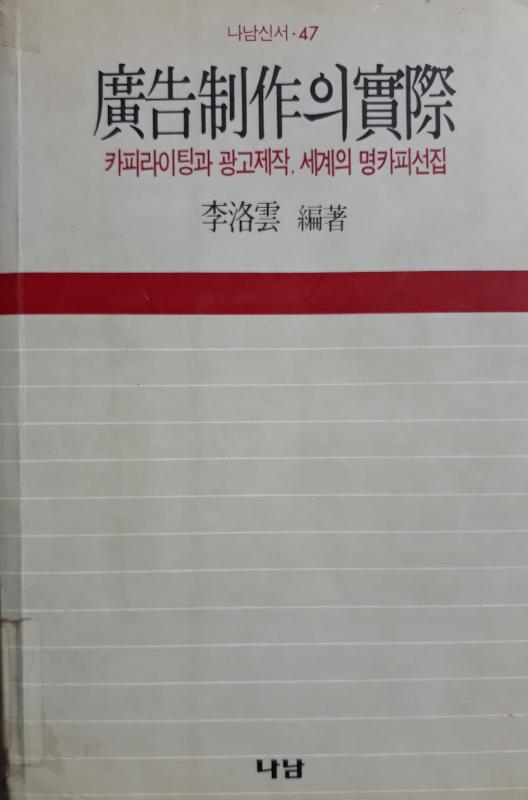 나남신서·47
廣告制作의實際
카피라이팅과 광고제작, 세계의 명카피선집
李洛雲 編著
나남